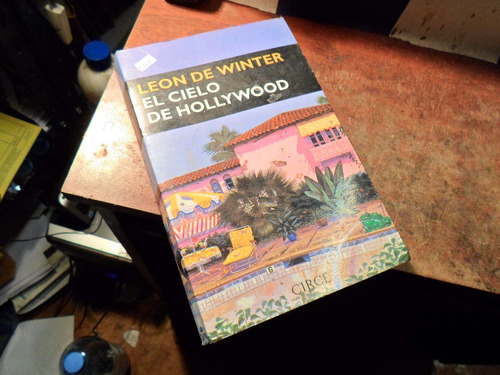 LEON DE WINTER
EL CIELO
DE HOLLYWOOD
CIRCE